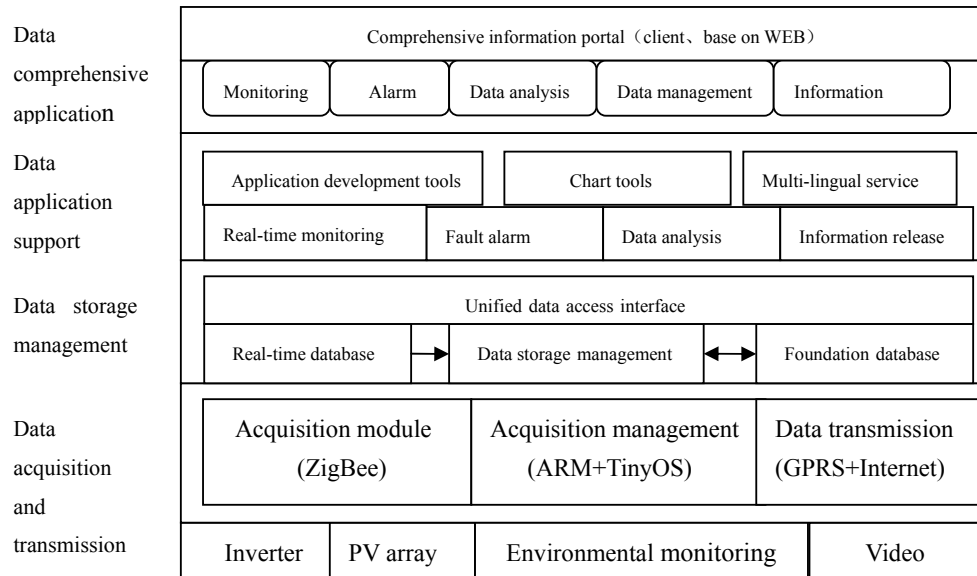 Data
comprehensive
application
Comprehensive information portal（client、base on WEB）
Monitoring
Alarm
Data analysis
Data management
Information
Data
application
support
Application development tools
Chart tools
Multi-lingual service
Real-time monitoring
Fault alarm
Data analysis
Information release
Data storage
management
Unified data access interface
Real-time database
Data storage management
Foundation database
Data
acquisition
and
transmission
Acquisition module
(ZigBee)
Acquisition management
(ARM+TinyOS)
Data transmission
(GPRS+Internet)
Inverter
PV array
Environmental monitoring
Video